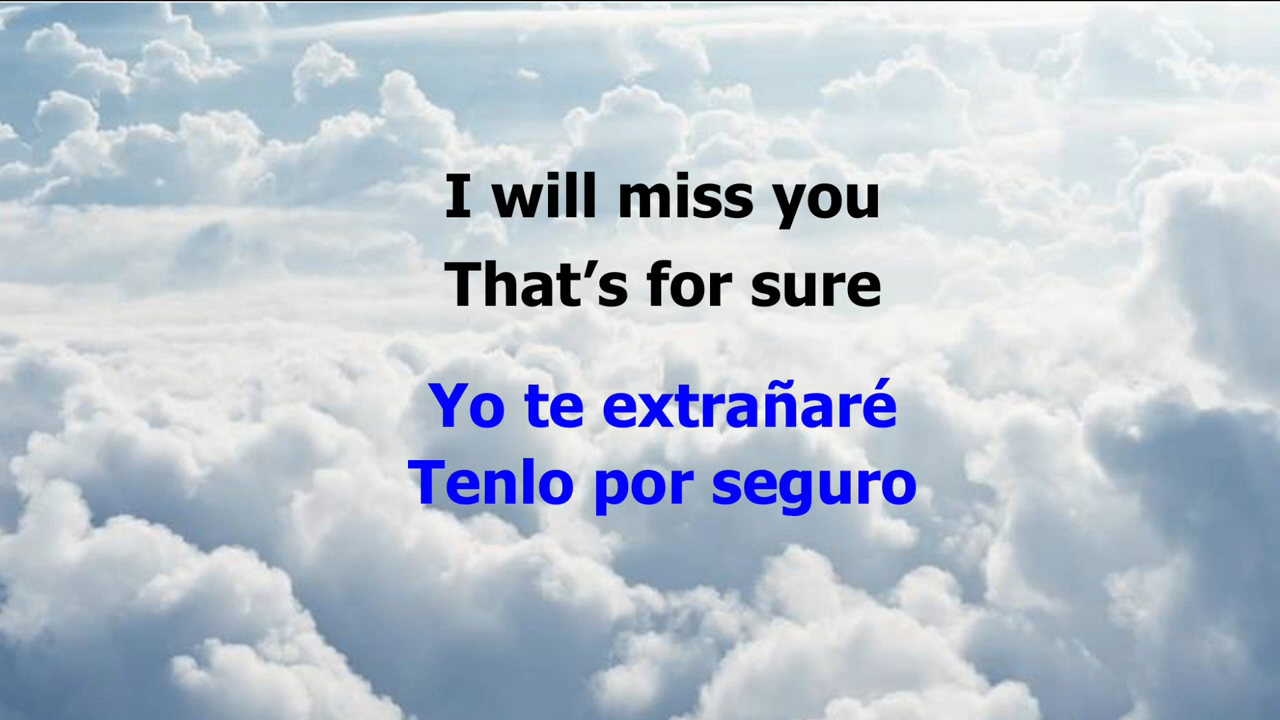 I will miss you
That’s for sure
Yo te extrañaré
Tenlo por seguro